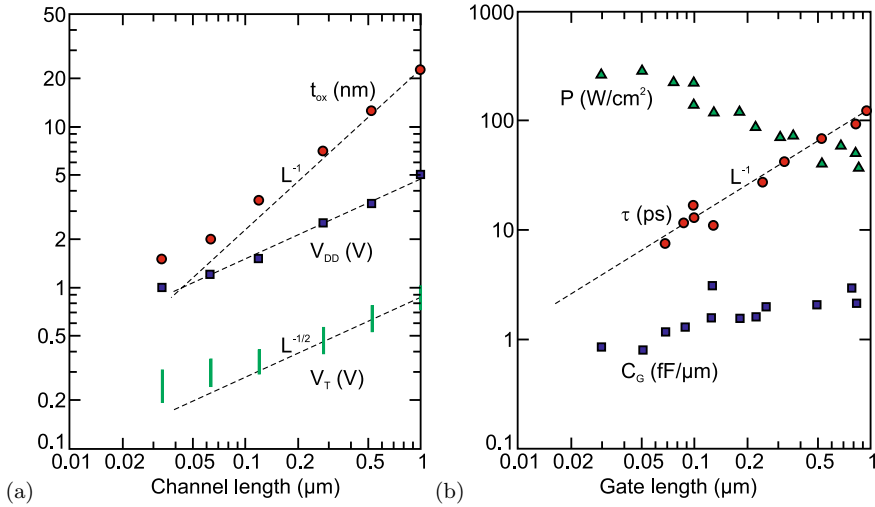 50
20
10
5
2
1
0.5
0.2
0.1
t_ox (nm)
L^-1
V_DD (V)
L^-1/2
V_T (V)
0.01 0.02 0.05 0.1 0.2 0.5 1
(a) Channel length (µm)
1000
100
10
1
0.1
P (W/cm²)
L^-1
τ (ps)
C_G (fF/µm)
0.01 0.02 0.05 0.1 0.2 0.5 1
(b) Gate length (µm)